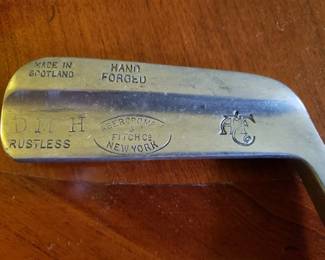 MADE IN
SCOTLAND
HAND
FORGED
RUSTLESS
ABERCROMBIE
&
FITCH CO.
NEW YORK